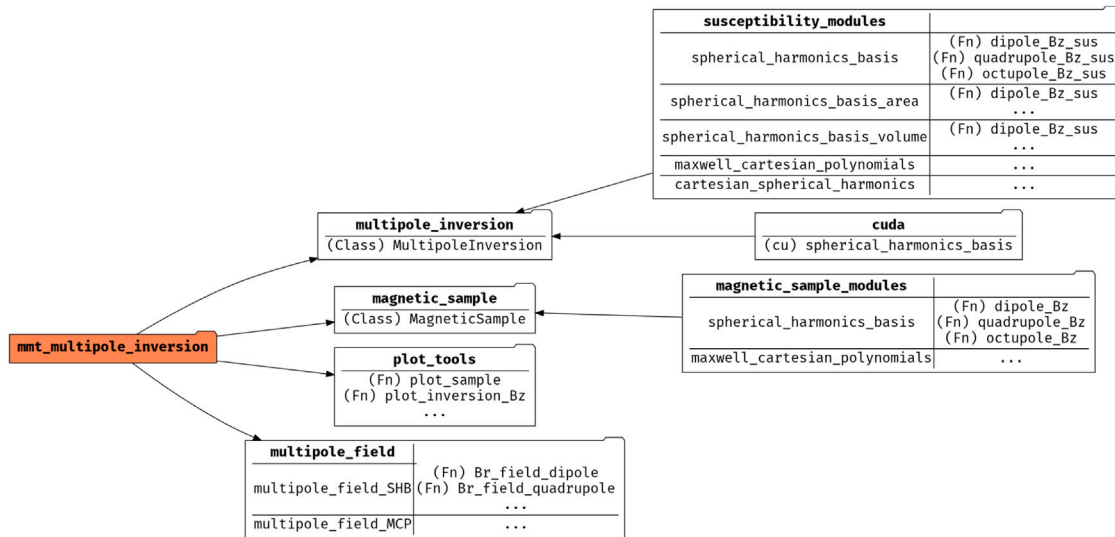 susceptibility_modules
spherical_harmonics_basis
(Fn) dipole_Bz_sus
(Fn) quadrupole_Bz_sus
(Fn) octupole_Bz_sus
spherical_harmonics_basis_area
(Fn) dipole_Bz_sus
...
spherical_harmonics_basis_volume
(Fn) dipole_Bz_sus
...
maxwell_cartesian_polynomials
...
cartesian_spherical_harmonics
...
multipole_inversion
(Class) MultipoleInversion
cuda
(cu) spherical_harmonics_basis
magnetic_sample
(Class) MagneticSample
magnetic_sample_modules
spherical_harmonics_basis
(Fn) dipole_Bz
(Fn) quadrupole_Bz
(Fn) octupole_Bz
maxwell_cartesian_polynomials
...
mmt_multipole_inversion
plot_tools
(Fn) plot_sample
(Fn) plot_inversion_Bz
...
multipole_field
multipole_field_SHB
(Fn) Br_field_dipole
(Fn) Br_field_quadrupole
...
multipole_field_MCP
...